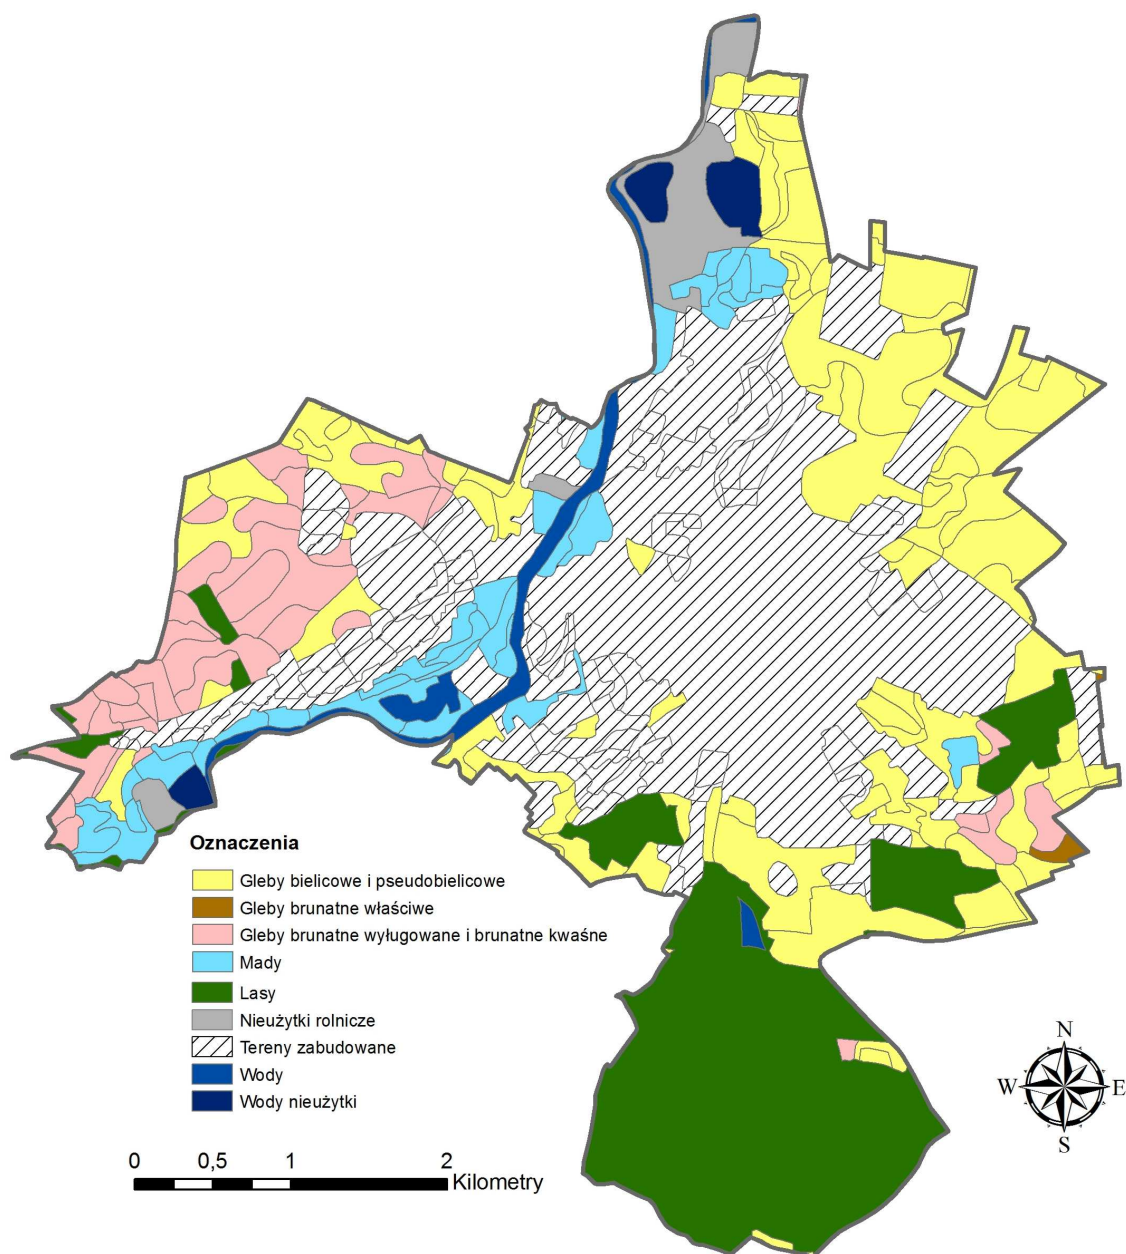 Oznaczenia
Gleby bielicowe i pseudobielicowe
Gleby brunatne właściwe
Gleby brunatne wyługowane i brunatne kwaśne
Mady
Lasy
Nieużytki rolnicze
Tereny zabudowane
Wody
Wody nieużytki
N
W E
S
0 0,5 1 2
Kilometry